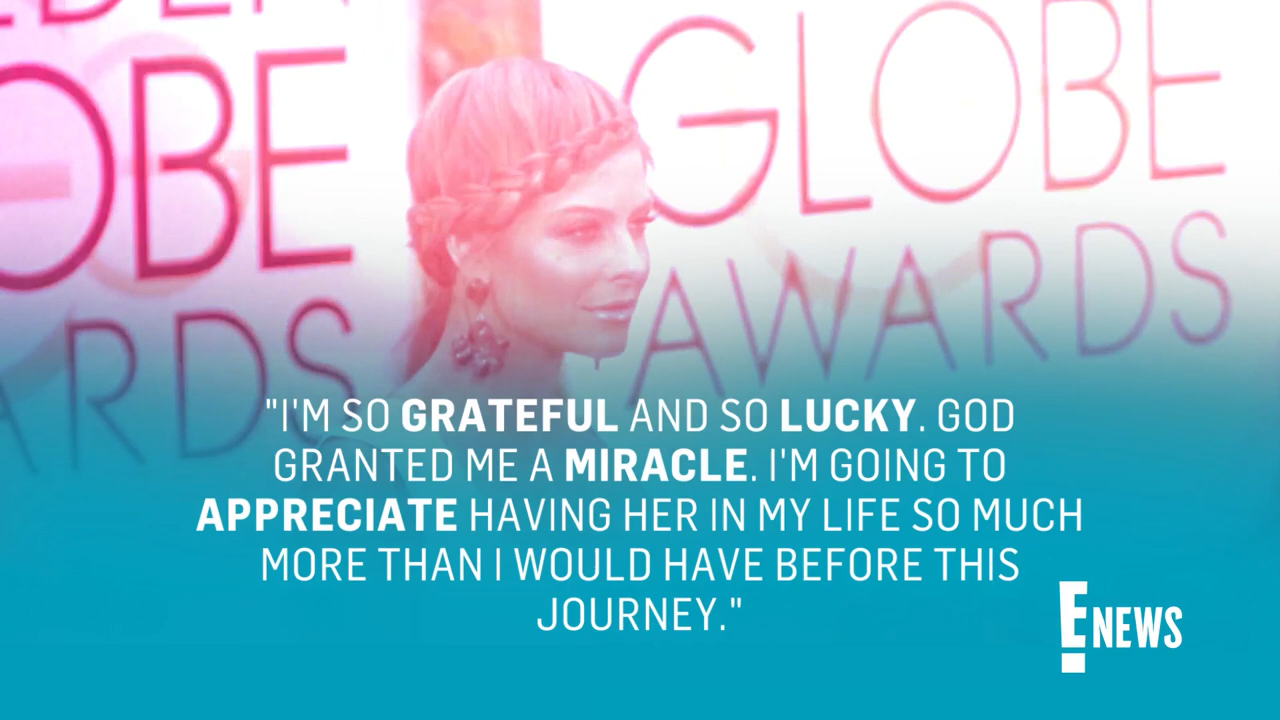 LDEN
OBE
ARDS
GLOBE
AWARDS
"I'M SO GRATEFUL AND SO LUCKY. GOD
GRANTED ME A MIRACLE. I'M GOING TO
APPRECIATE HAVING HER IN MY LIFE SO MUCH
MORE THAN I WOULD HAVE BEFORE THIS
JOURNEY."
E! NEWS